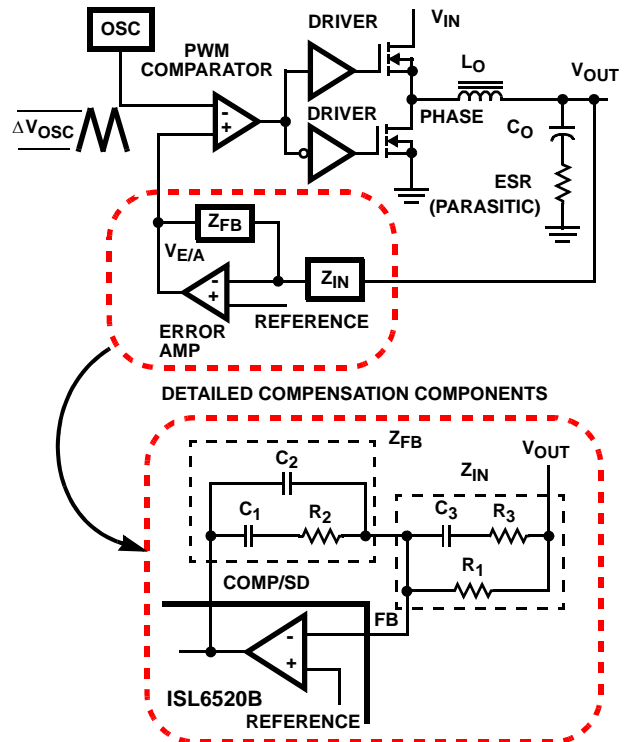 OSC
PWM
COMPARATOR
DRIVER
VIN
LO
VOUT
ΔVOSC
-
+
DRIVER
PHASE
CO
ESR
(PARASITIC)
ZFB
VE/A
ZIN
-
+
REFERENCE
ERROR
AMP
DETAILED COMPENSATION COMPONENTS
ZFB
VOUT
C2
ZIN
C1
R2
C3
R3
R1
COMP/SD
FB
-
+
ISL6520B
REFERENCE